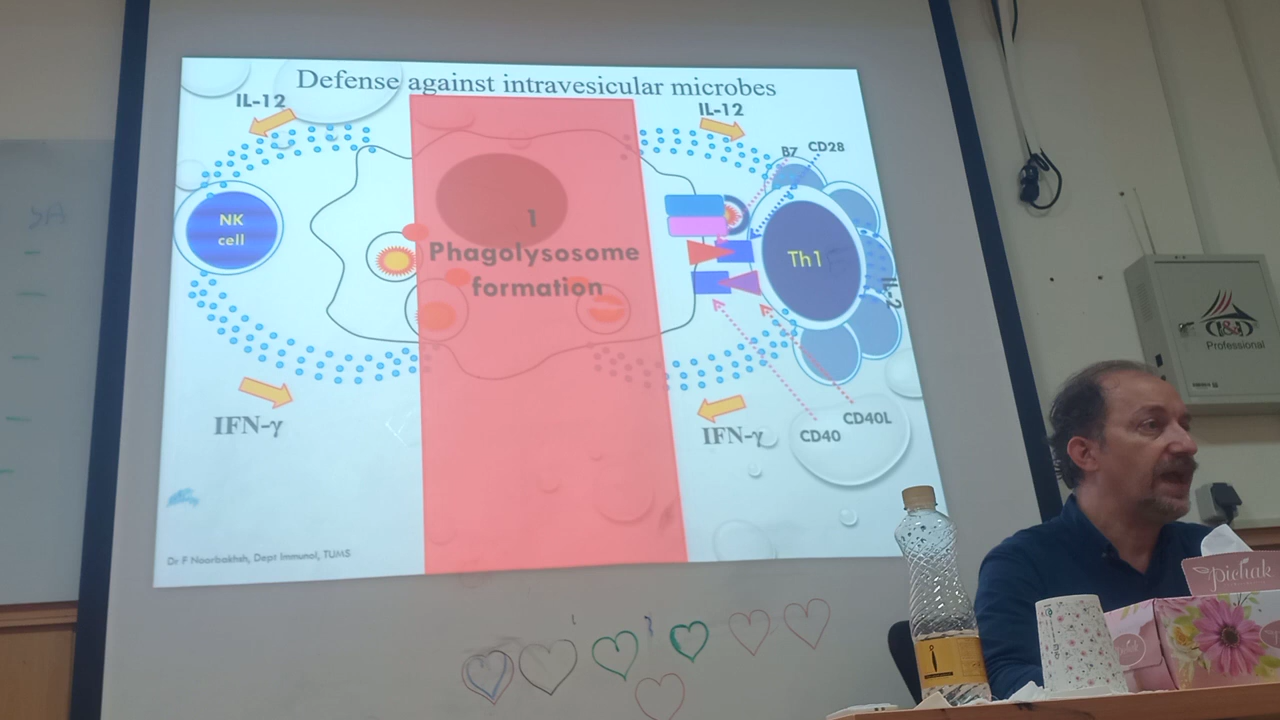 Defense against intravesicular microbes
IL-12
IL-12
B7
CD28
NK
cell
1
Phagolysosome
formation
Th1
IL-2
IFN-γ
IFN-γ
CD40
CD40L
Dr F Noorbakhsh, Dept Immunol, TUMS
Professional
pichak